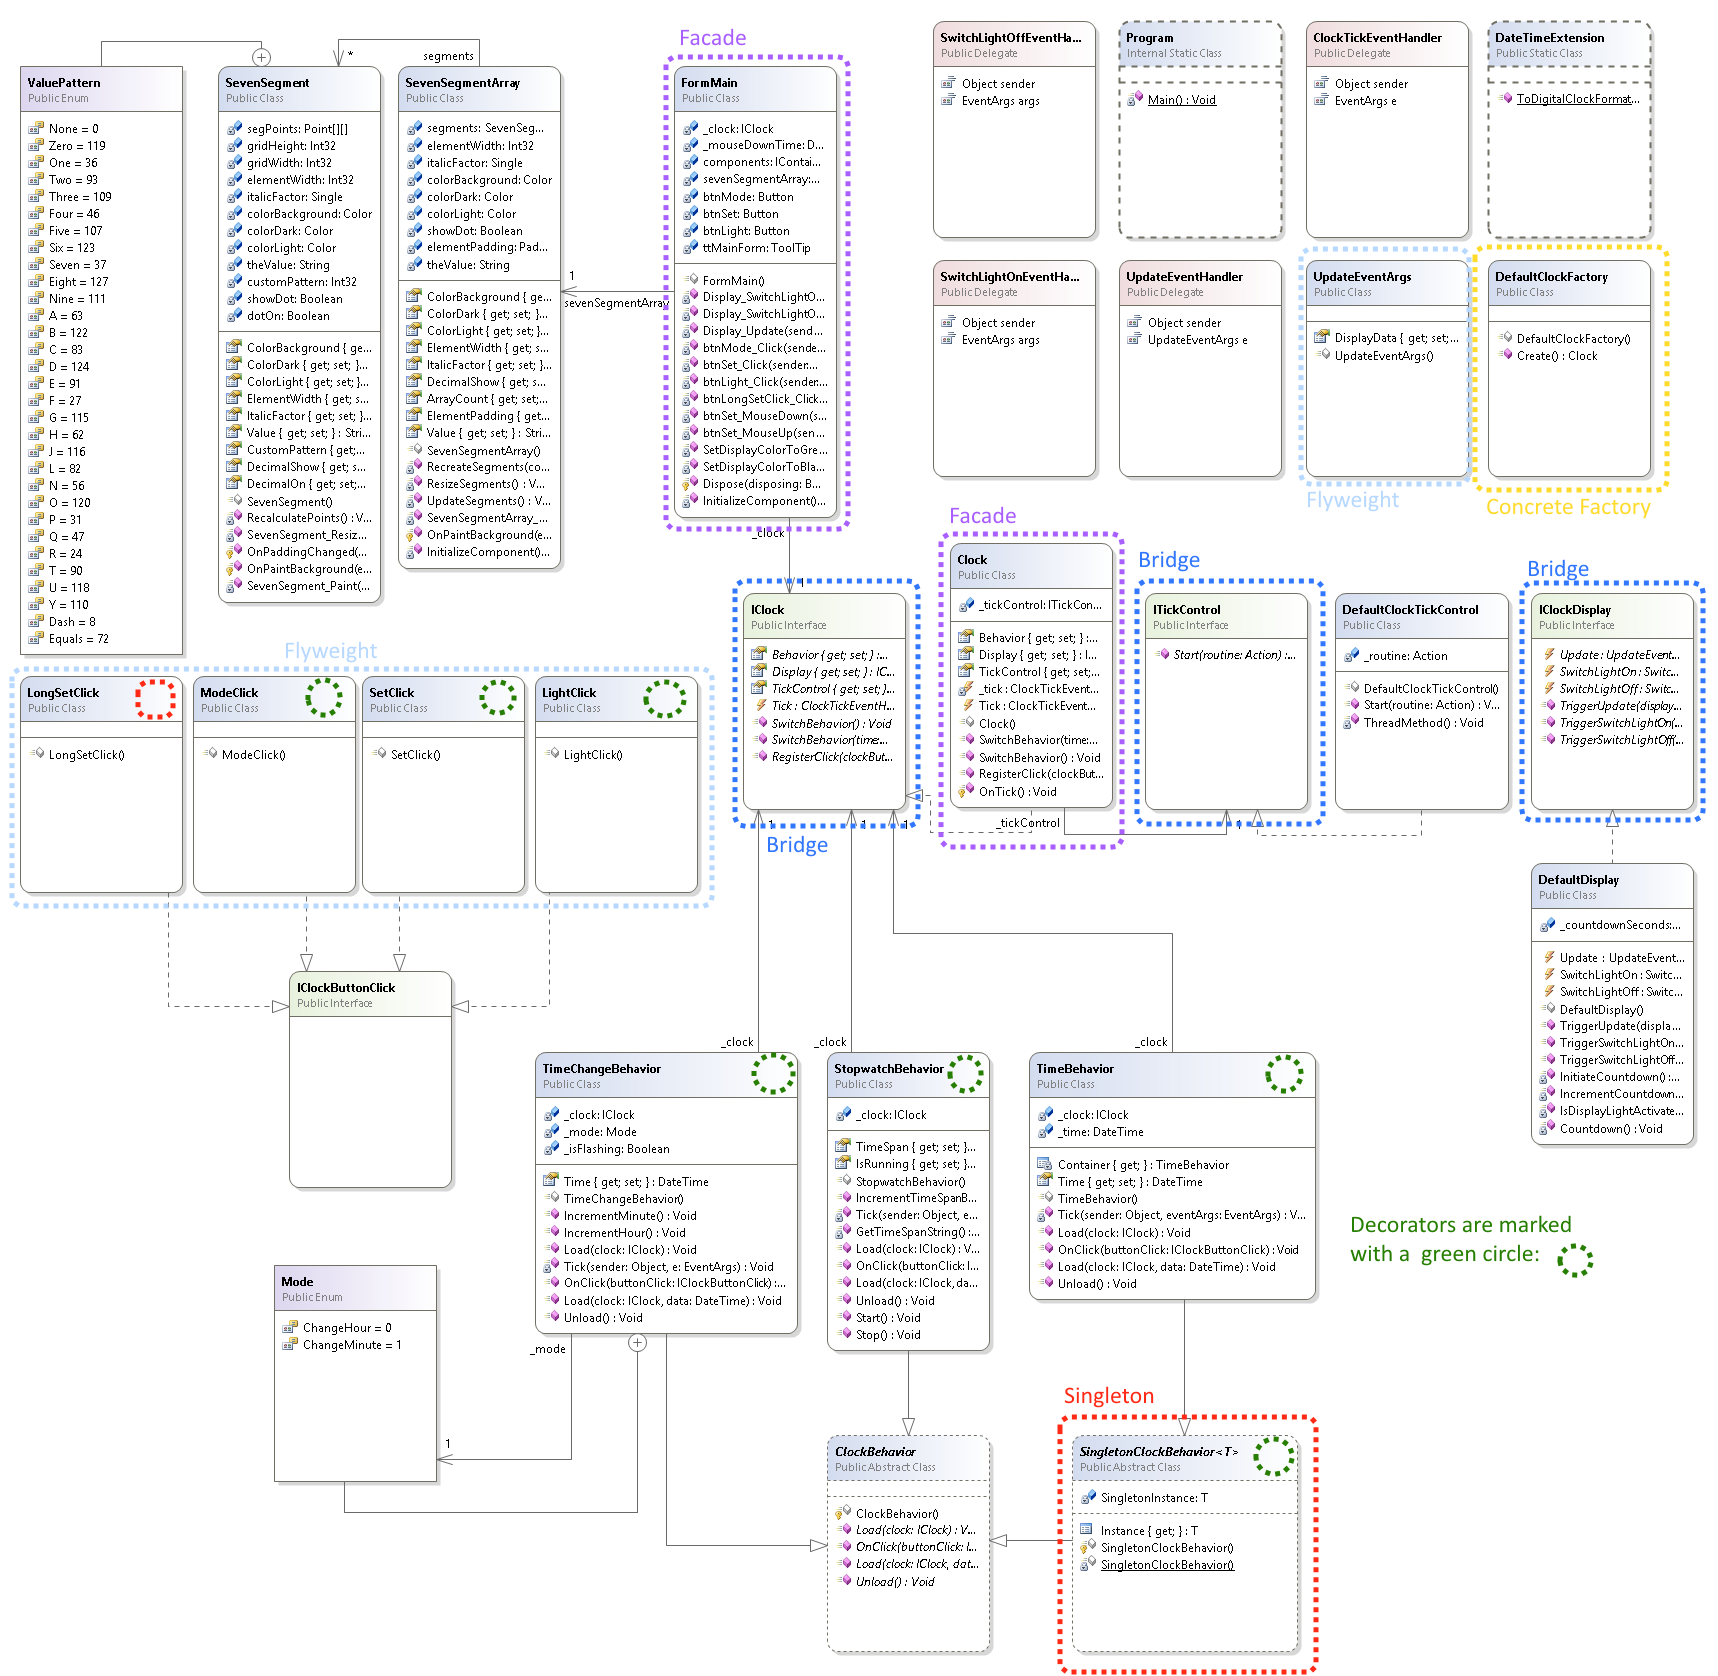 Facade
segments
*
ValuePattern
Public Enum
None = 0
Zero = 119
One = 36
Two = 93
Three = 109
Four = 46
Five = 107
Six = 123
Seven = 37
Eight = 127
Nine = 111
A = 63
B = 122
C = 83
D = 124
E = 91
F = 27
G = 115
H = 62
J = 116
L = 82
N = 56
O = 120
P = 31
Q = 47
R = 24
T = 90
U = 118
Y = 110
Dash = 8
Equals = 72
SevenSegment
Public Class
segPoints: Point[][]
gridHeight: Int32
gridWidth: Int32
elementWidth: Int32
italicFactor: Single
colorBackground: Color
colorDark: Color
colorLight: Color
theValue: String
customPattern: Int32
showDot: Boolean
dotOn: Boolean
ColorBackground { ge...
ColorDark { get; set; }...
ColorLight { get; set; }...
ElementWidth { get; s...
ItalicFactor { get; set; }...
Value { get; set; } : Stri...
CustomPattern { get; ...
DecimalShow { get; s...
DecimalOn { get; set;...
SevenSegment()
RecalculatePoints() : V...
SevenSegment_Resiz...
OnPaddingChanged(...
OnPaintBackground(e...
SevenSegment_Paint(...
SevenSegmentArray
Public Class
segments: SevenSeg...
elementWidth: Int32
italicFactor: Single
colorBackground: Color
colorDark: Color
colorLight: Color
showDot: Boolean
elementPadding: Pad...
theValue: String
ColorBackground { ge...
ColorDark { get; set; }...
ColorLight { get; set; }...
ElementWidth { get; s...
ItalicFactor { get; set; }...
DecimalShow { get; s...
ArrayCount { get; set;...
ElementPadding { get...
Value { get; set; } : Stri...
SevenSegmentArray()
RecreateSegments(co...
ResizeSegments() : V...
UpdateSegments() : V...
SevenSegmentArray_...
OnPaintBackground(e...
InitializeComponent()...
1
sevenSegmentArray
FormMain
Public Class
_clock: IClock
_mouseDownTime: D...
components: IContai...
sevenSegmentArray:...
btnMode: Button
btnSet: Button
btnLight: Button
ttMainForm: ToolTip
FormMain()
Display_SwitchLightO...
Display_SwitchLightO...
Display_Update(send...
btnMode_Click(sende...
btnSet_Click(sender:...
btnLight_Click(sender...
btnLongSetClick_Click...
btnSet_MouseDown(s...
btnSet_MouseUp(sen...
SetDisplayColorToGre...
SetDisplayColorToBla...
Dispose(disposing: B...
InitializeComponent()...
_clock
1
SwitchLightOffEventHa...
Public Delegate
Object sender
EventArgs args
Program
Internal Static Class
Main() : Void
ClockTickEventHandler
Public Delegate
Object sender
EventArgs e
DateTimeExtension
Public Static Class
ToDigitalClockFormat...
SwitchLightOnEventHa...
Public Delegate
Object sender
EventArgs args
UpdateEventHandler
Public Delegate
Object sender
UpdateEventArgs e
UpdateEventArgs
Public Class
DisplayData { get; set;...
UpdateEventArgs()
Flyweight
DefaultClockFactory
Public Class
DefaultClockFactory()
Create() : Clock
Concrete Factory
IClock
Public Interface
Behavior { get; set; } :...
Display { get; set; } : IC...
TickControl { get; set; }...
Tick : ClockTickEventH...
SwitchBehavior() : Void
SwitchBehavior(time:...
RegisterClick(clockBut...
Bridge
Facade
Clock
Public Class
_tickControl: ITickCon...
Behavior { get; set; } :...
Display { get; set; } : I...
TickControl { get; set;...
_tick : ClockTickEvent...
Tick : ClockTickEvent...
Clock()
SwitchBehavior(time:...
SwitchBehavior() : Void
RegisterClick(clockBut...
OnTick() : Void
_tickControl
Bridge
ITickControl
Public Interface
Start(routine: Action) :...
1
DefaultClockTickControl
Public Class
_routine: Action
DefaultClockTickControl()
Start(routine: Action) : V...
ThreadMethod() : Void
Bridge
IClockDisplay
Public Interface
Update : UpdateEvent...
SwitchLightOn : Switc...
SwitchLightOff : Switc...
TriggerUpdate(display...
TriggerSwitchLightOn(...
TriggerSwitchLightOff(...
Flyweight
LongSetClick
Public Class
LongSetClick()
ModeClick
Public Class
ModeClick()
SetClick
Public Class
SetClick()
LightClick
Public Class
LightClick()
IClockButtonClick
Public Interface
1
1
1
DefaultDisplay
Public Class
_countdownSeconds:...
Update : UpdateEvent...
SwitchLightOn : Switc...
SwitchLightOff : Switc...
DefaultDisplay()
TriggerUpdate(displa...
TriggerSwitchLightOn...
TriggerSwitchLightOff...
InitiateCountdown() :...
IncrementCountdown...
IsDisplayLightActivate...
Countdown() : Void
_clock
_clock
_clock
TimeChangeBehavior
Public Class
_clock: IClock
_mode: Mode
_isFlashing: Boolean
Time { get; set; } : DateTime
TimeChangeBehavior()
IncrementMinute() : Void
IncrementHour() : Void
Load(clock: IClock) : Void
Tick(sender: Object, e: EventArgs) : Void
OnClick(buttonClick: IClockButtonClick) :...
Load(clock: IClock, data: DateTime) : Void
Unload() : Void
_mode
StopwatchBehavior
Public Class
_clock: IClock
TimeSpan { get; set; }...
IsRunning { get; set; }...
StopwatchBehavior()
IncrementTimeSpanB...
Tick(sender: Object, e...
GetTimeSpanString() :...
Load(clock: IClock) : V...
OnClick(buttonClick: I...
Load(clock: IClock, da...
Unload() : Void
Start() : Void
Stop() : Void
TimeBehavior
Public Class
_clock: IClock
_time: DateTime
Container { get; } : TimeBehavior
Time { get; set; } : DateTime
TimeBehavior()
Tick(sender: Object, eventArgs: EventArgs) : V...
Load(clock: IClock) : Void
OnClick(buttonClick: IClockButtonClick) : Void
Load(clock: IClock, data: DateTime) : Void
Unload() : Void
Decorators are marked
with a green circle:
Mode
Public Enum
ChangeHour = 0
ChangeMinute = 1
1
ClockBehavior
Public Abstract Class
ClockBehavior()
Load(clock: IClock) : V...
OnClick(buttonClick: I...
Load(clock: IClock, dat...
Unload() : Void
Singleton
SingletonClockBehavior<T>
Public Abstract Class
SingletonInstance: T
Instance { get; } : T
SingletonClockBehavior()
SingletonClockBehavior()